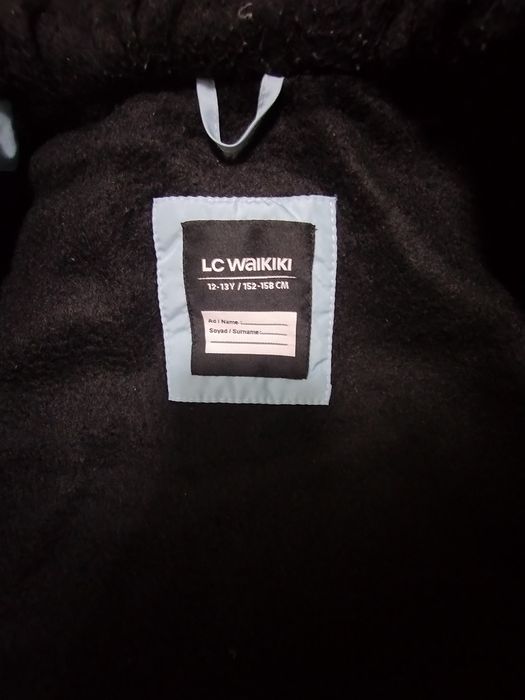 LC WAIKIKI
12-13Y / 152-158 CM
Ad / Name :
Soyad / Surname :